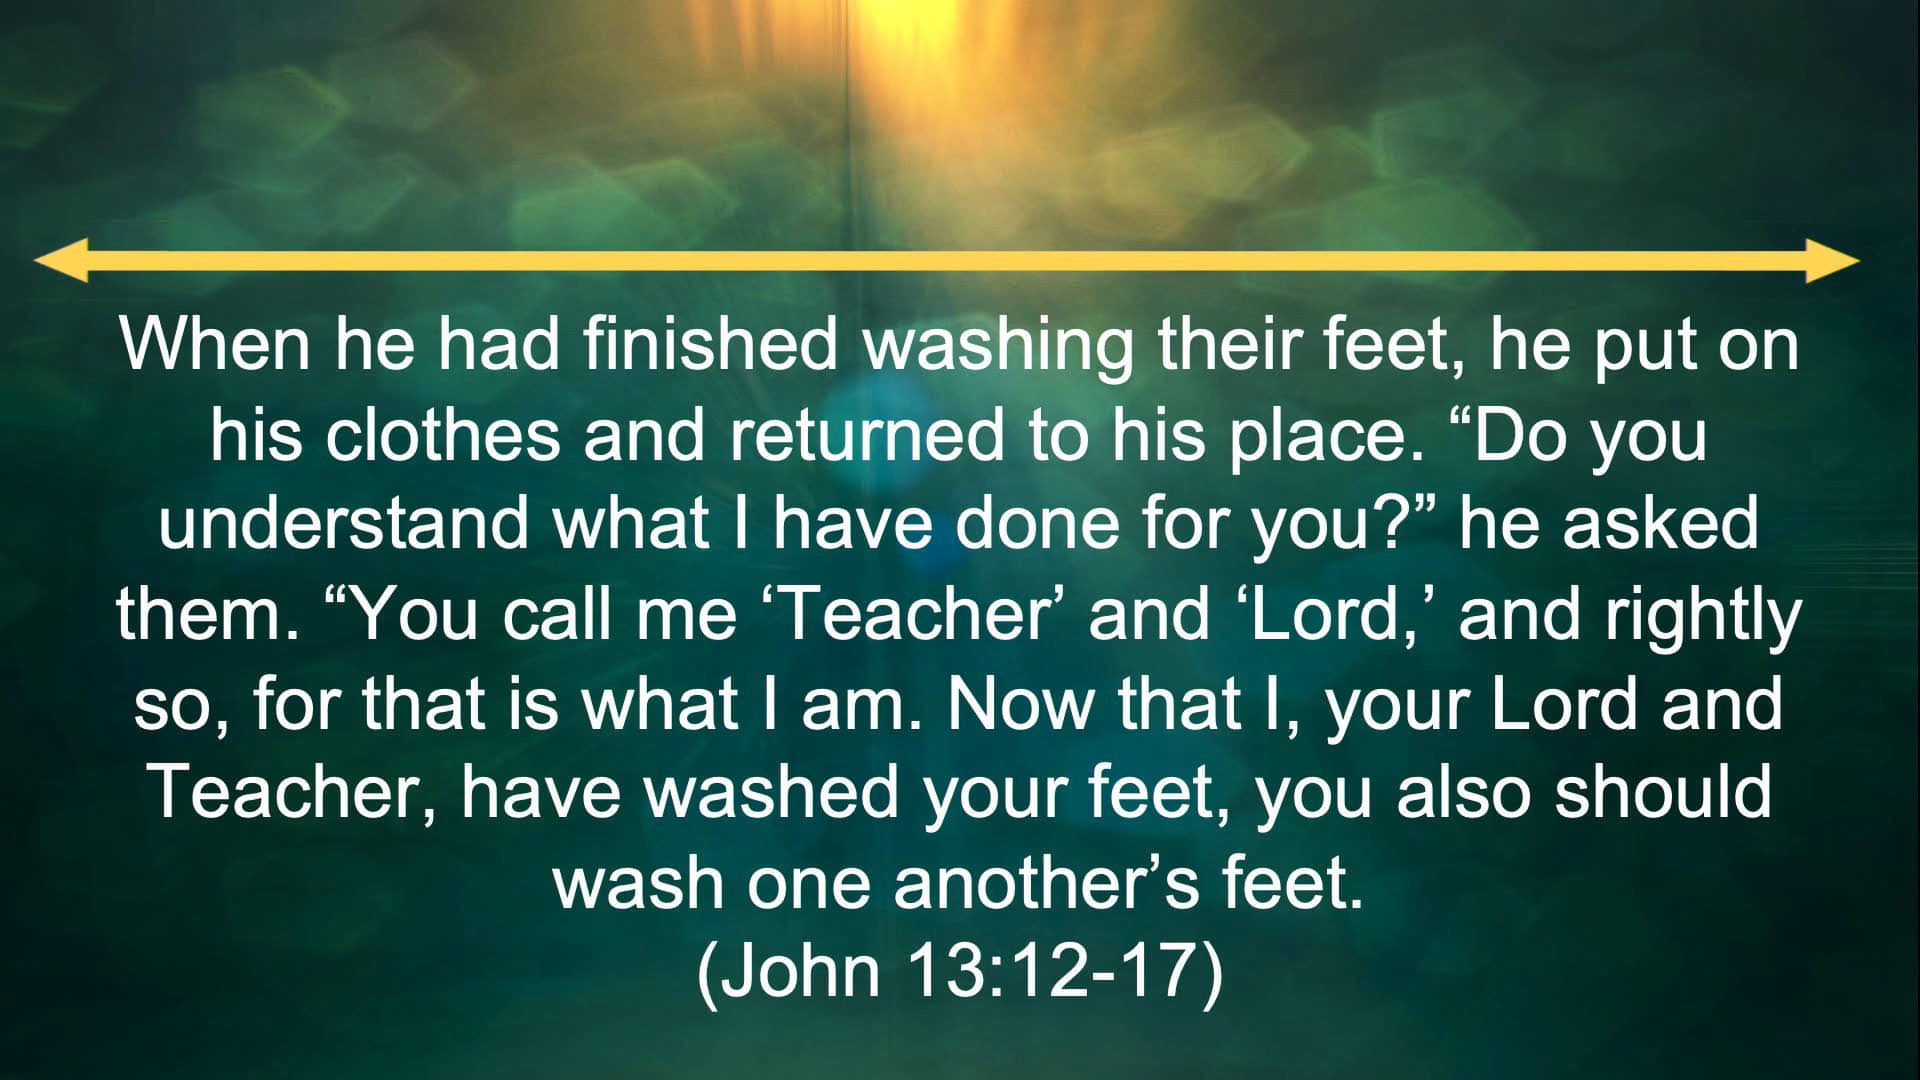 When he had finished washing their feet, he put on
his clothes and returned to his place. “Do you
understand what I have done for you?” he asked
them. “You call me ‘Teacher’ and ‘Lord,’ and rightly
so, for that is what I am. Now that I, your Lord and
Teacher, have washed your feet, you also should
wash one another’s feet.
(John 13:12-17)